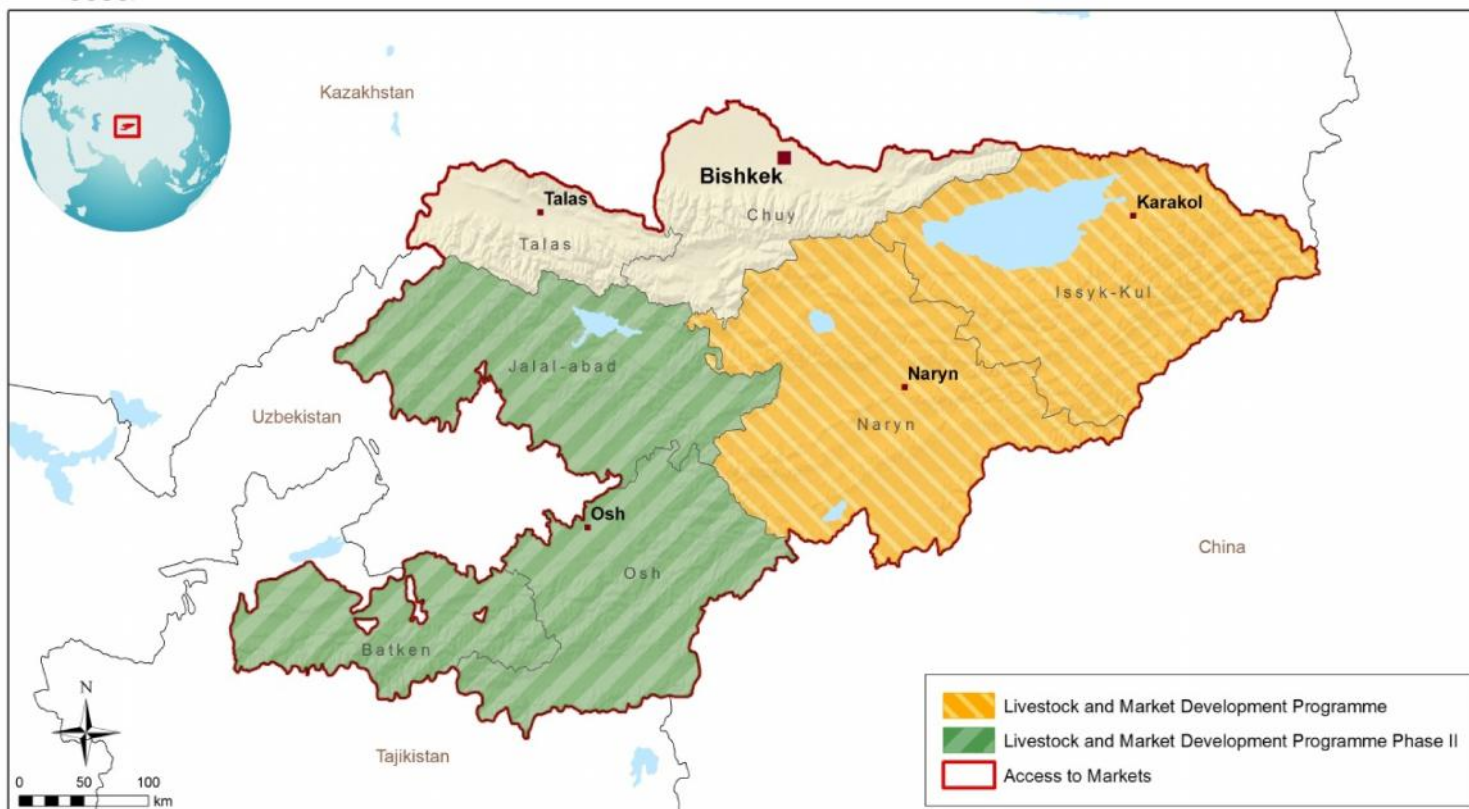 Kazakhstan
Bishkek
Talas
Karakol
Chuy
Talas
Issyk-Kul
Jalal-abad
Naryn
Uzbekistan
Naryn
Osh
China
Osh
Batken
N
Tajikistan
0 50 100
km
Livestock and Market Development Programme
Livestock and Market Development Programme Phase II
Access to Markets